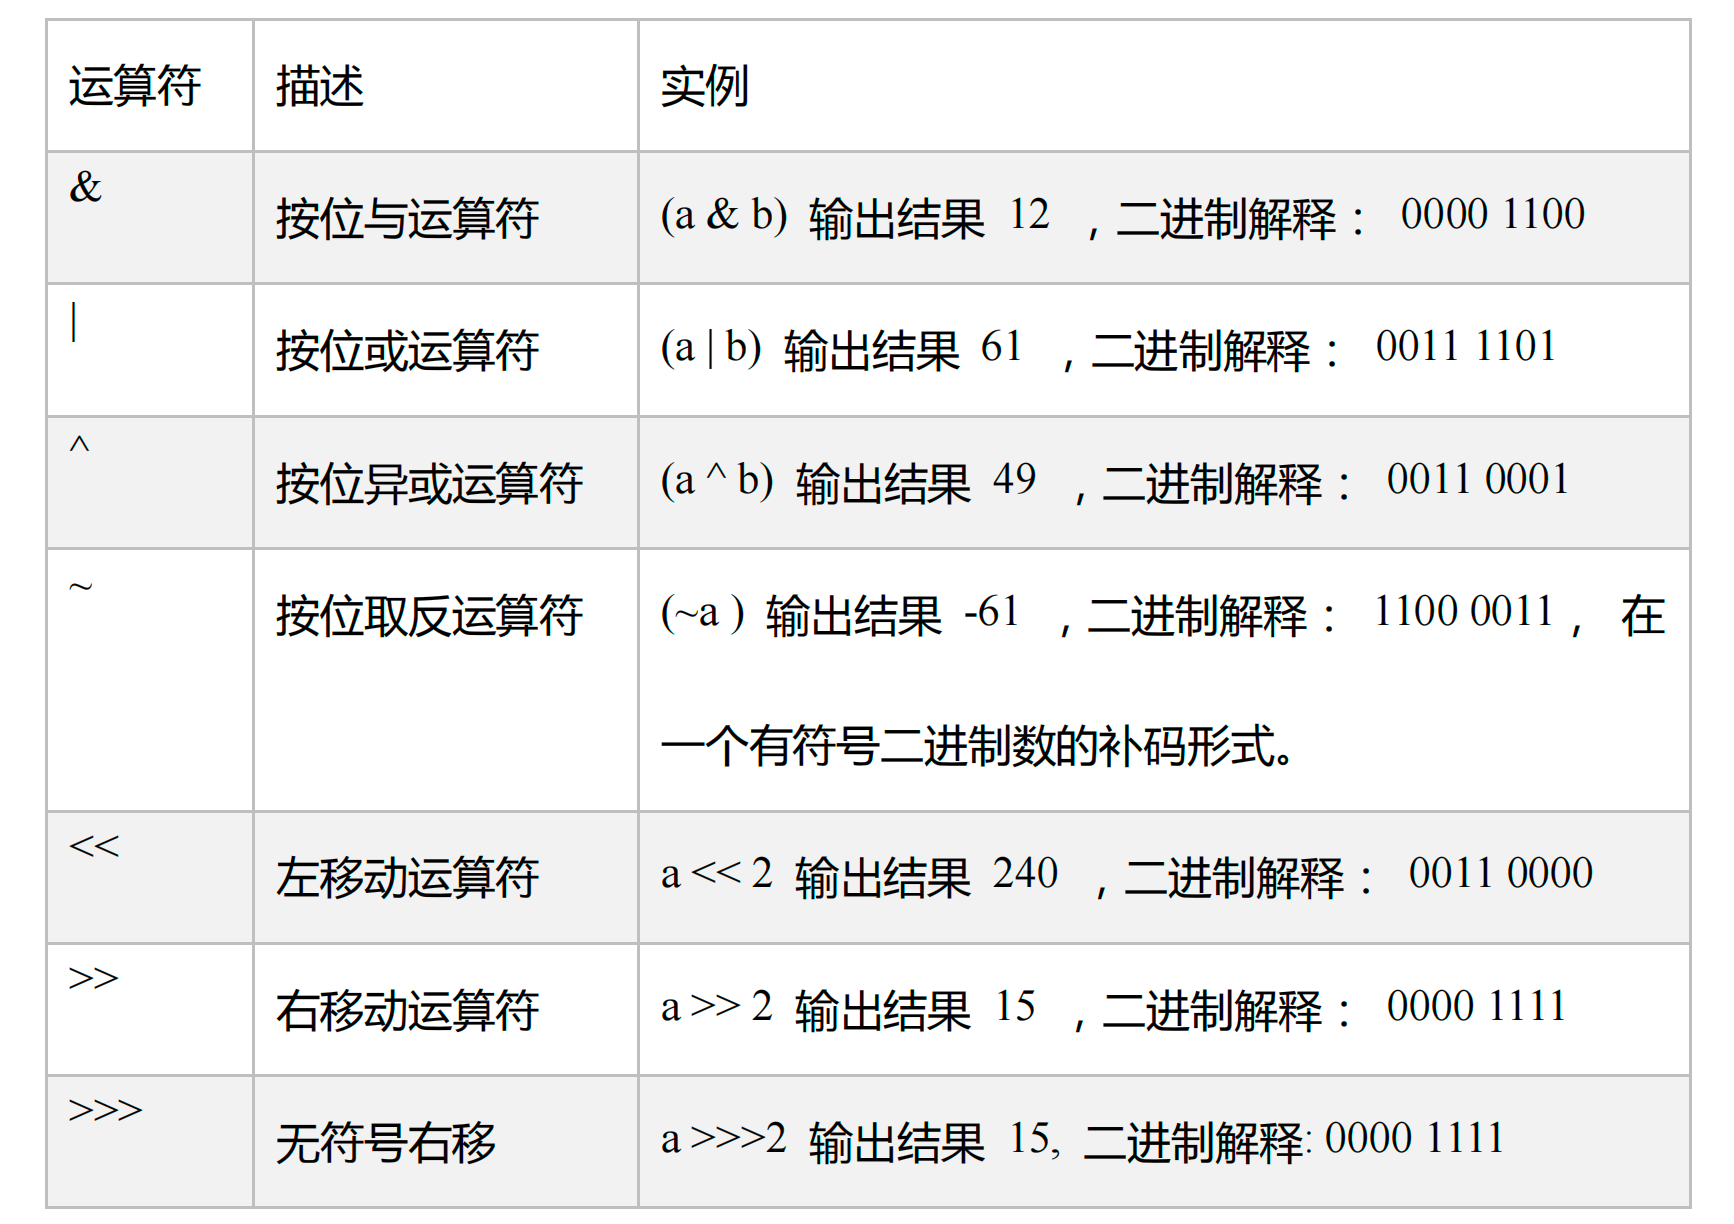 运算符 描述 实例
& 按位与运算符 (a & b) 输出结果 12 ，二进制解释： 0000 1100
| 按位或运算符 (a | b) 输出结果 61 ，二进制解释： 0011 1101
^ 按位异或运算符 (a ^ b) 输出结果 49 ，二进制解释： 0011 0001
~ 按位取反运算符 (~a ) 输出结果 -61 ，二进制解释： 1100 0011， 在
一个有符号二进制数的补码形式。
<< 左移动运算符 a << 2 输出结果 240 ，二进制解释： 0011 0000
>> 右移动运算符 a >> 2 输出结果 15 ，二进制解释： 0000 1111
>>> 无符号右移 a >>>2 输出结果 15, 二进制解释: 0000 1111